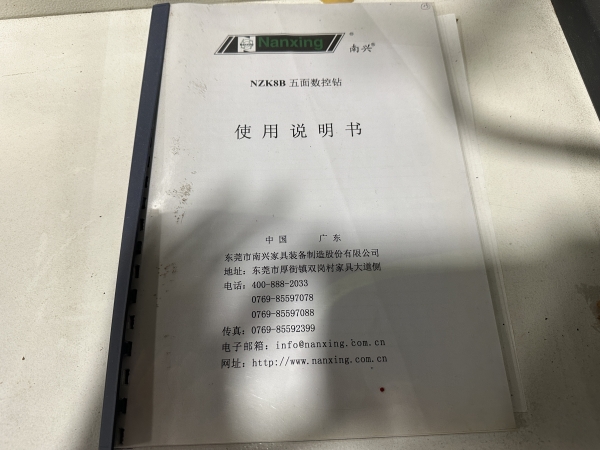 Nanxing ®
南兴®
NZK8B 五面数控钻
使用说明书
中国 广东
东莞市南兴家具装备制造股份有限公司
地址：东莞市厚街镇双岗村家具大道侧
电话：400-888-2033
0769-85597078
0769-85597088
传真：0769-85592399
电子邮箱：info@nanxing.com.cn
网址：http://www.nanxing.com.cn